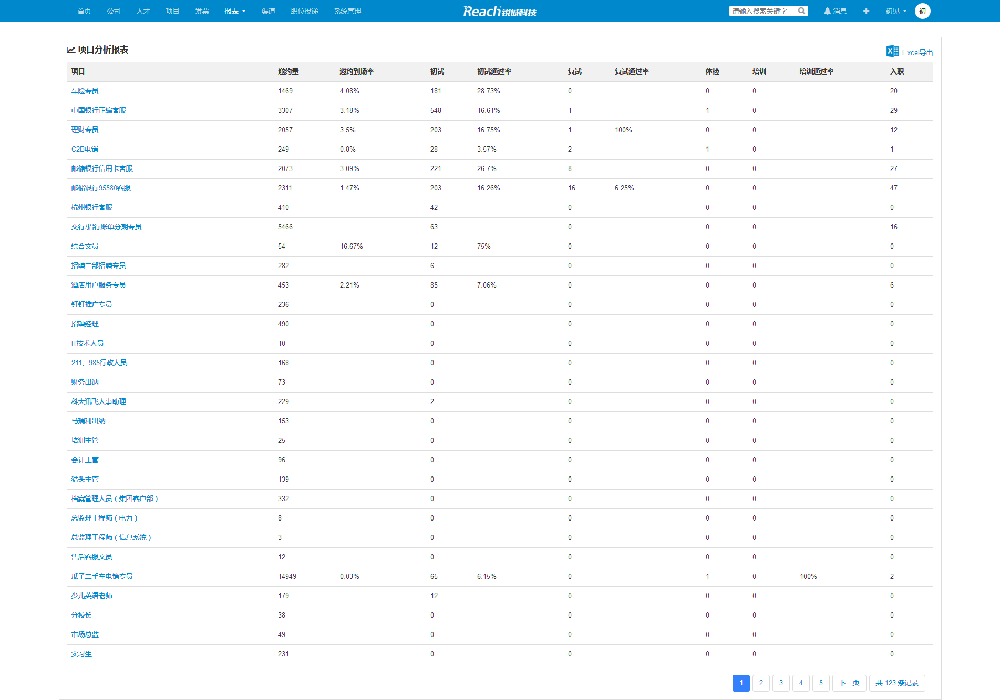 首页 公司 人才 项目 发票 报表 渠道 职位投递 系统管理 Reach 锐诚科技 请输入搜索关键字 消息 初见 初
项目分析报表 Excel导出
项目 邀约量 邀约到场率 初试 初试通过率 复试 复试通过率 体检 培训 培训通过率 入职
车险专员 1469 4.08% 181 28.73% 0 0 0 20
中国银行正编客服 3307 3.18% 548 16.61% 1 1 0 29
理财专员 2057 3.5% 203 16.75% 1 100% 0 0 12
C2B电销 249 0.8% 28 3.57% 2 1 0 1
邮储银行信用卡客服 2073 3.09% 221 26.7% 8 0 0 27
邮储银行95580客服 2311 1.47% 203 16.26% 16 6.25% 0 0 47
杭州银行客服 410 42 0 0 0 0
交行/招行账单分期专员 5466 63 0 0 0 16
综合文员 54 16.67% 12 75% 0 0 0 0
招聘二部招聘专员 282 6 0 0 0 0
酒店用户服务专员 453 2.21% 85 7.06% 0 0 0 6
钉钉推广专员 236 0 0 0 0 0
招聘经理 490 0 0 0 0 0
IT技术人员 10 0 0 0 0 0
211、985行政人员 168 0 0 0 0 0
财务出纳 73 0 0 0 0 0
科大讯飞人事助理 229 2 0 0 0 0
马瑞利出纳 153 0 0 0 0 0
培训主管 25 0 0 0 0 0
会计主管 96 0 0 0 0 0
猎头主管 139 0 0 0 0 0
档案管理人员（集团客户部） 332 0 0 0 0 0
总监理工程师（电力） 8 0 0 0 0 0
总监理工程师（信息系统） 3 0 0 0 0 0
售后客服文员 12 0 0 0 0 0
瓜子二手车电销专员 14949 0.03% 65 6.15% 0 1 0 100% 2
少儿英语老师 179 12 0 0 0 0
分校长 38 0 0 0 0 0
市场总监 49 0 0 0 0 0
实习生 231 0 0 0 0 0
1 2 3 4 5 下一页 共 123 条记录